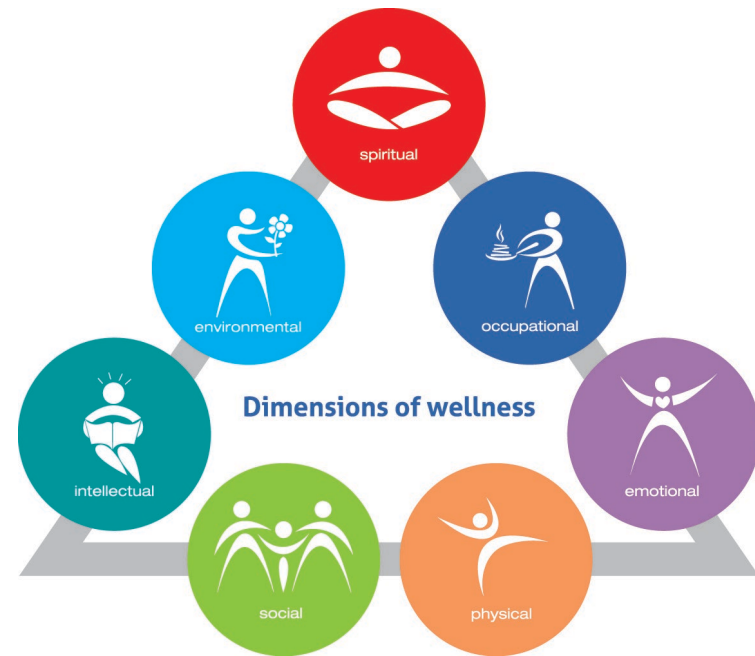 spiritual
environmental
occupational
Dimensions of wellness
intellectual
emotional
social
physical